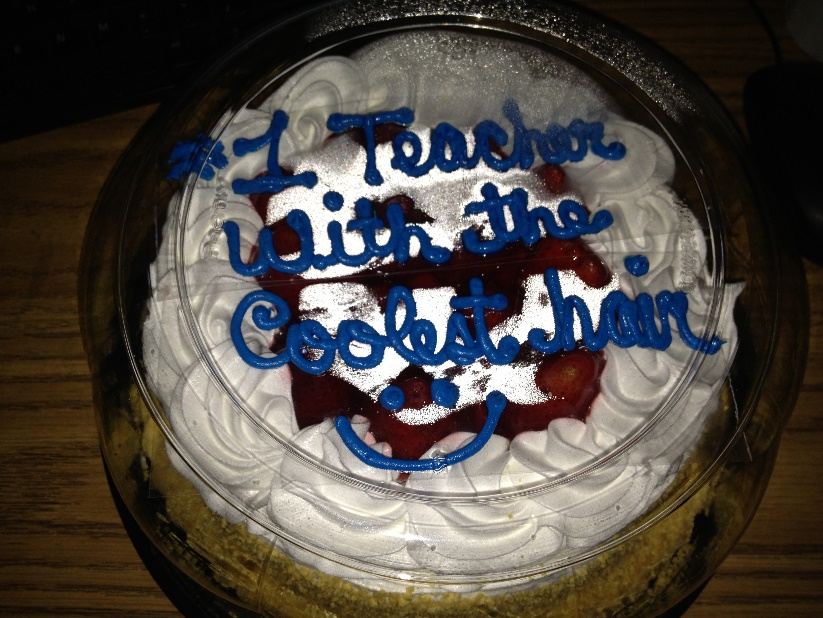 #1 Teacher
With the
Coolest hair